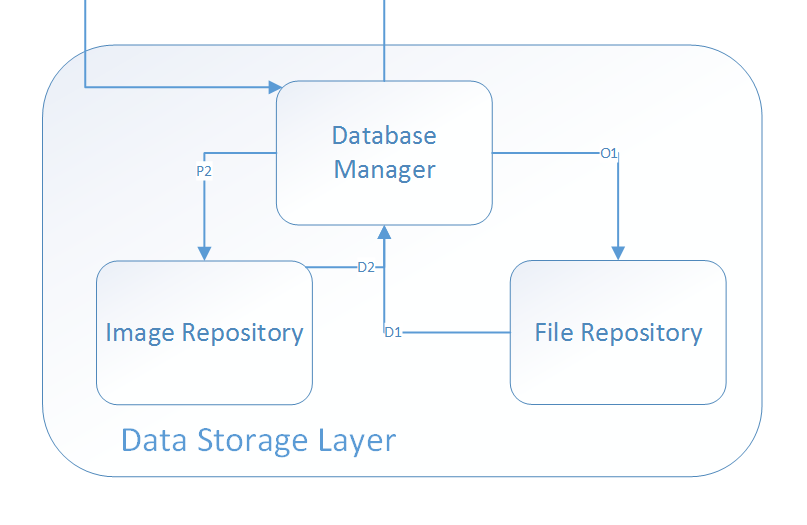 Database
Manager
O1
P2
D2
D1
Image Repository
File Repository
Data Storage Layer